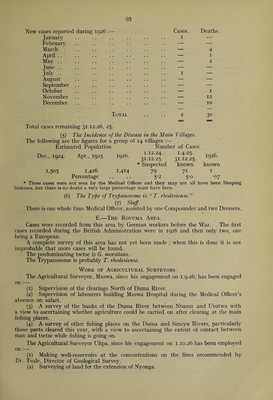 95
New cases reported during 1926 :— Cases. Deaths.
January .. .. .. .. .. 1 —
February .. .. .. .. .. — —
March .. .. .. .. .. — 4
April .. .. .. .. .. — 1
May .. .. .. .. .. — 2
June .. .. .. .. .. — —
July .. .. .. .. .. 1 —
August .. .. .. .. .. — —
September .. .. .. .. .. — —
October .. .. .. .. .. — 1
November .. .. .. .. .. — 12
December .. .. .. .. .. — 10
Total .. .. 2 30
Total cases remaining 31.12.26, 25.
(5) The Incidence of the Disease in the Main Villages.
The following are the figures for a group of 14 villages :—
Estimated Population Number of Cases
Dec., 1924. Apr., 1925. 1926. 1.12.24. 1.4.25. 1926.
31.12.25. 31.12.25.
* Suspected known known
1,505 1,426 1,414 79 71 1
Percentage .. .. 5·2 5·0 ·07
* These cases were not seen by the Medical Officer and they may not all have been Sleeping
Sickness, but there is no doubt a very large percentage must have been.
(6) The Type of Trypanosome is “ T. rhodesiense.”
(7) Staff.
There is one whole time Medical Officer, assisted by one Compounder and two Dressers.
E.—The Rovuma Area.
Cases were recorded from this area by German workers before the War. The first
cases recorded during the British Administration were in 1926 and then only two, one
being a European.
A complete survey of this area has not yet been made ; when this is done it is not
improbable that more cases will be found.
The predominating tsetse is G. morsitans.
The Trypanosome is probably T. rhodesiense.
Work of Agricultural Surveyors.
The Agricultural Surveyor, Maswa, since his engagement on 1.9.26, has been engaged
on :—
(1) Supervision of the clearings North of Duma River.
(2) Supervision of labourers building Maswa Hospital during the Medical Officer’s
absence on safari.
(3) A survey of the banks of the Duma River between Ntuzu and Ututwa with
a view to ascertaining whether agriculture could be carried on after clearing at the main
fishing places.
(4) A survey of other fishing places on the Duma and Simiyu Rivers, particularly
those parts cleared this year, with a view to ascertaining the extent of contact between
man and tsetse while fishing is going on.
The Agricultural Surveyor Ufipa, since his engagement on 1.10.26 has been employed
on :—
(1) Making well-reservoirs at the concentrations on the lines recommended by
Dr. Teale, Director of Geological Survey.
(2) Surveying of land for the extension of Nyonga.